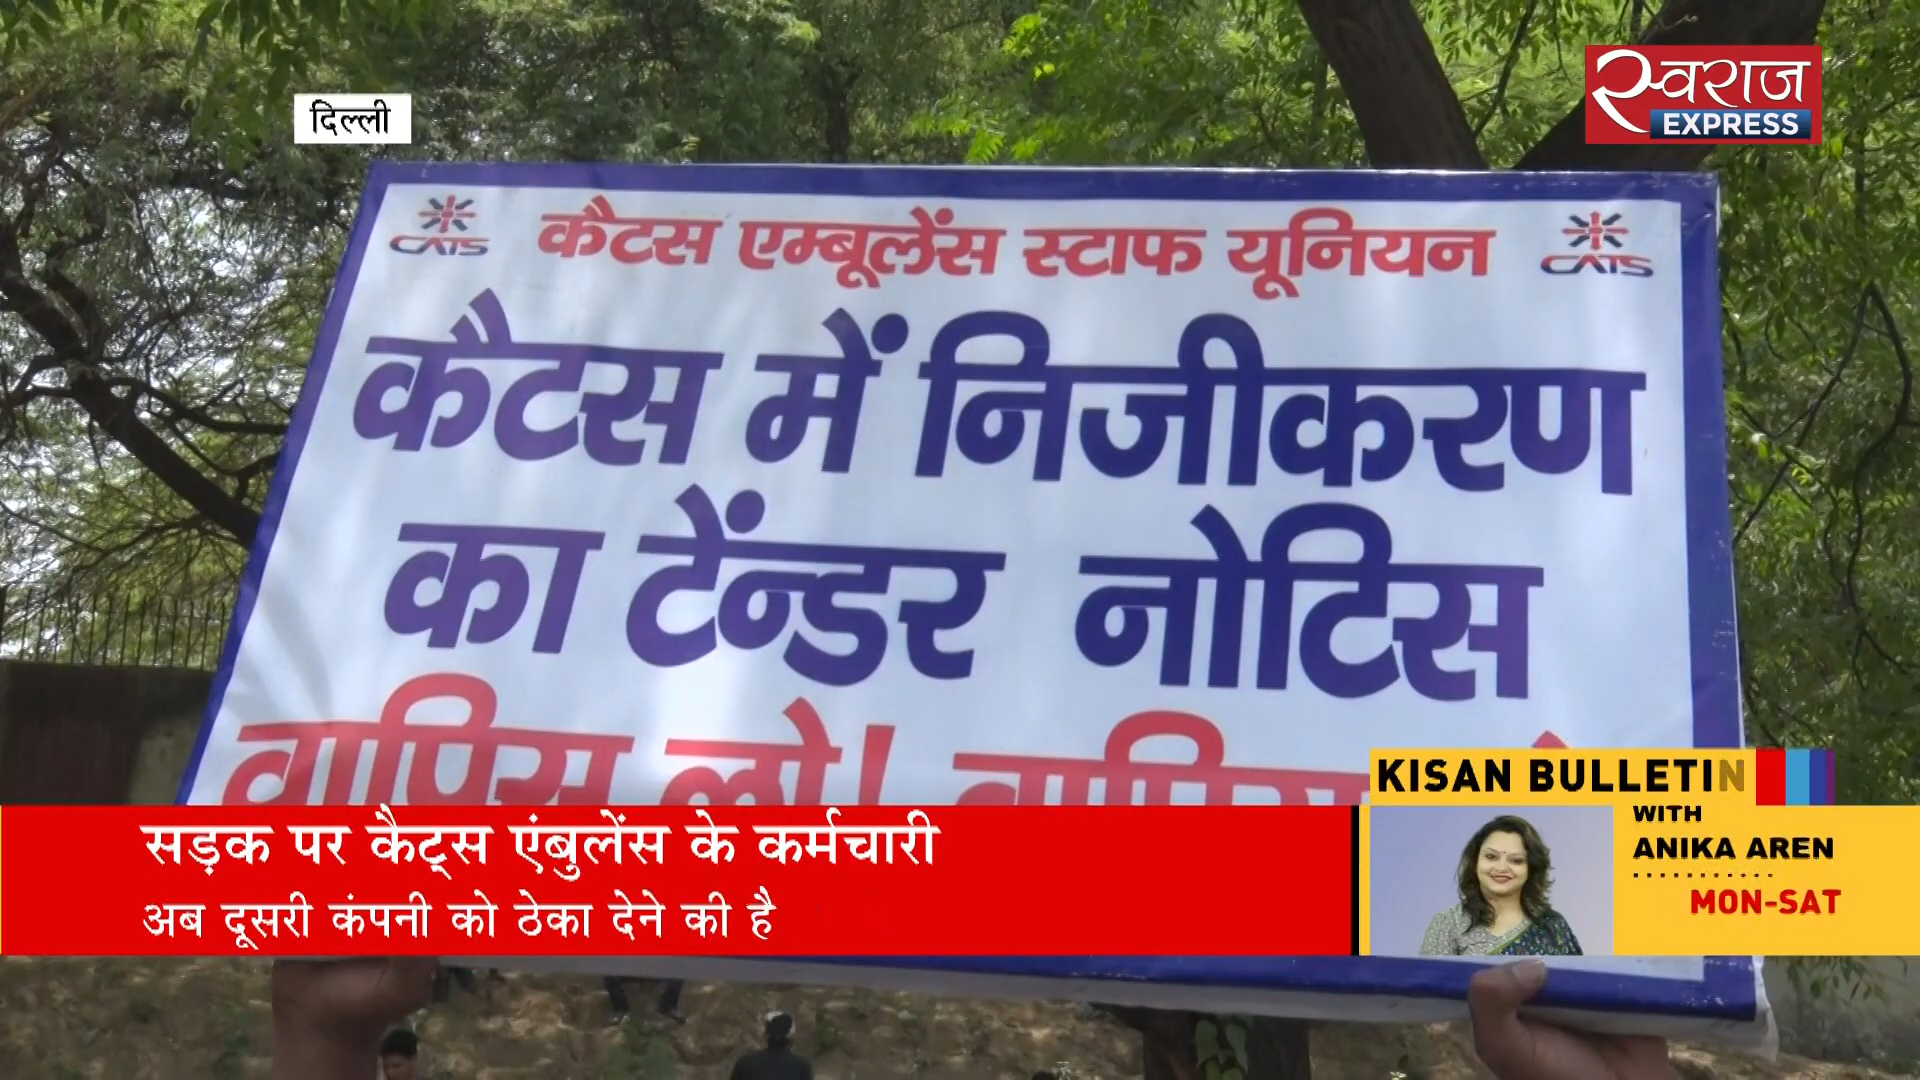 स्वराज
EXPRESS
दिल्ली
CATS कैटस एम्बूलेंस स्टाफ यूनियन CATS
कैटस में निजीकरण
का टेंन्डर नोटिस
वापिस लो! वापिस
सड़क पर कैट्स एंबुलेंस के कर्मचारी
अब दूसरी कंपनी को ठेका देने की है
KISAN BULLETIN
WITH
ANIKA AREN
MON-SAT